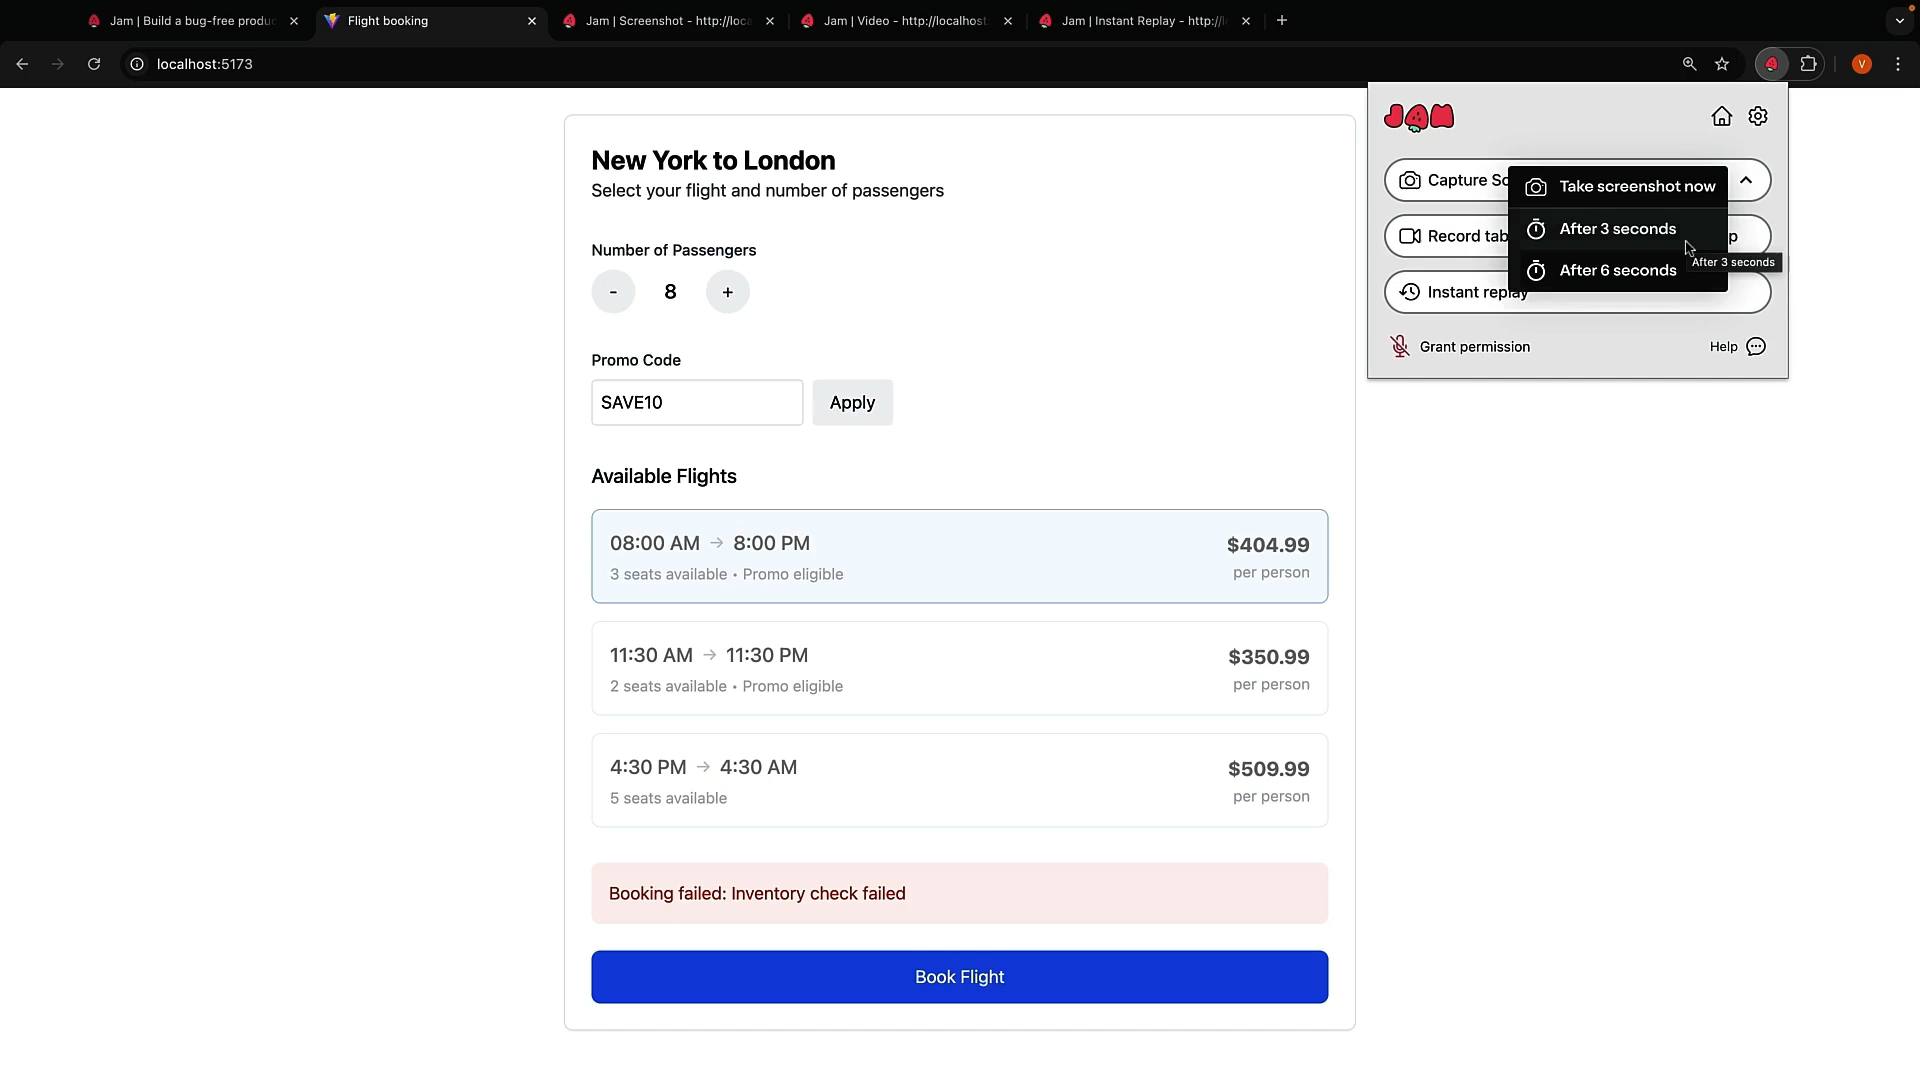 Jam | Build a bug-free produc
Flight booking
Jam | Screenshot - http://loca
Jam | Video - http://localhost:
Jam | Instant Replay - http://l
localhost:5173
V
JAM
Capture Sc
Take screenshot now
After 3 seconds
After 6 seconds
After 3 seconds
Record tab
p
Instant replay
Grant permission
Help
New York to London
Select your flight and number of passengers
Number of Passengers
-
8
+
Promo Code
SAVE10
Apply
Available Flights
08:00 AM → 8:00 PM
$404.99
3 seats available • Promo eligible
per person
11:30 AM → 11:30 PM
$350.99
2 seats available • Promo eligible
per person
4:30 PM → 4:30 AM
$509.99
5 seats available
per person
Booking failed: Inventory check failed
Book Flight